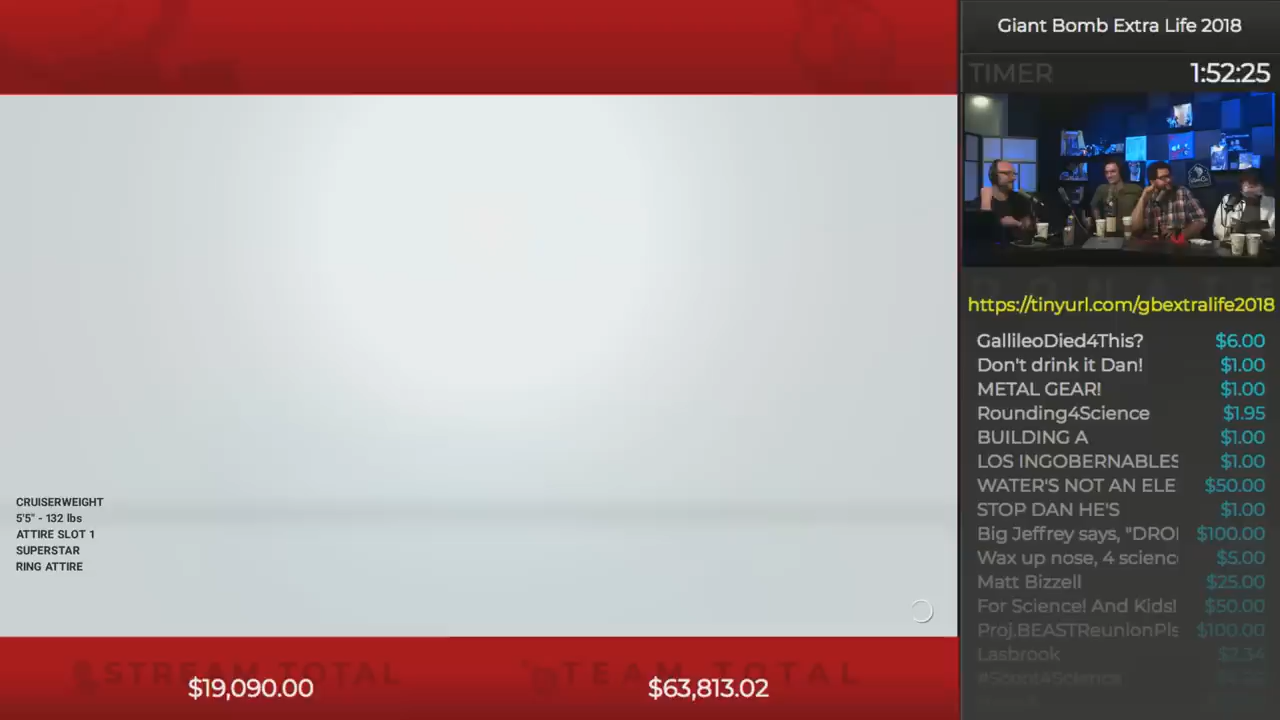 Giant Bomb Extra Life 2018
TIMER 1:52:25
https://tinyurl.com/gbextralife2018
GallileoDied4This? $6.00
Don't drink it Dan! $1.00
METAL GEAR! $1.00
Rounding4Science $1.95
BUILDING A $1.00
LOS INGOBERNABLES $1.00
WATER'S NOT AN ELE $50.00
STOP DAN HE'S $1.00
Big Jeffrey says, "DRO $100.00
Wax up nose, 4 scienc $5.00
Matt Bizzell $25.00
For Science! And Kids! $50.00
Proj.BEASTReunionPls $100.00
Lasbrook $7.34
CRUISERWEIGHT
5'5" - 132 lbs
ATTIRE SLOT 1
SUPERSTAR
RING ATTIRE
STREAM TOTAL
$19,090.00
TEAM TOTAL
$63,813.02